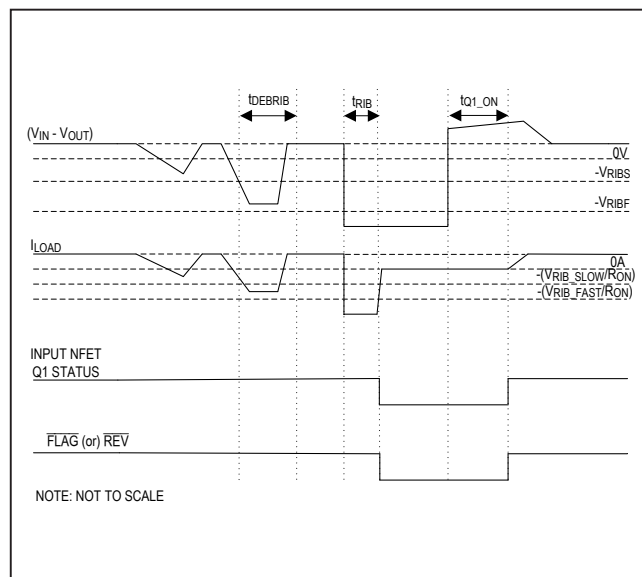 tDEBRIB tRIB tQ1_ON
(VIN - VOUT)
0V
-VRIBS
-VRIBF
ILOAD
0A
-(VRIB_SLOW/RON)
-(VRIB_FAST/RON)
INPUT NFET
Q1 STATUS
FLAG (or) REV
NOTE: NOT TO SCALE